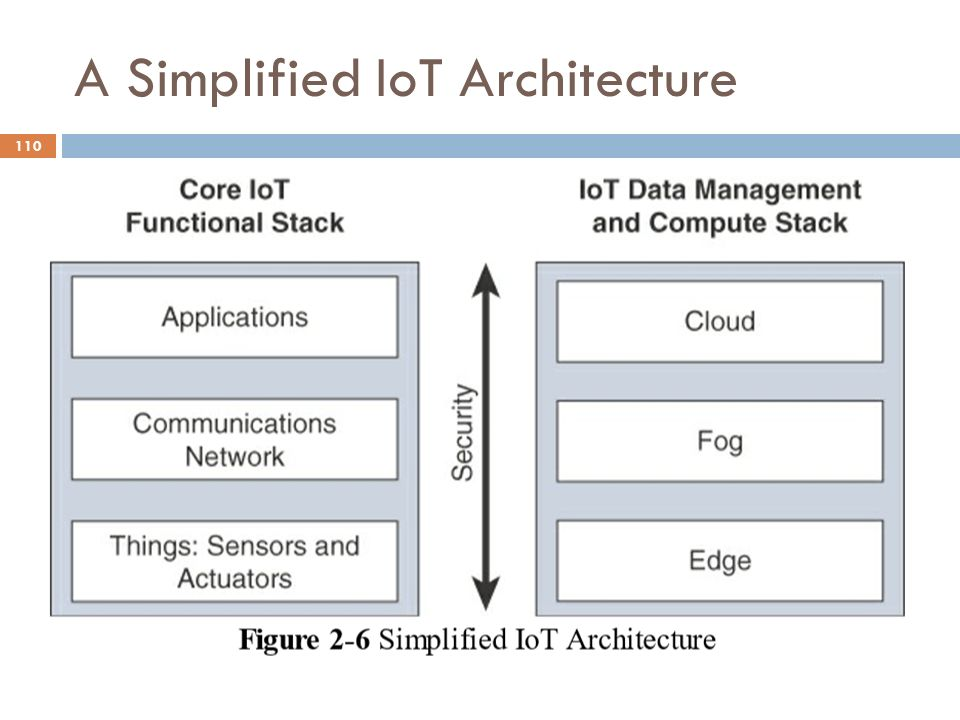 A Simplified IoT Architecture
110
Core IoT
Functional Stack
Applications
Communications
Network
Things: Sensors and
Actuators
Security
IoT Data Management
and Compute Stack
Cloud
Fog
Edge
Figure 2-6 Simplified IoT Architecture